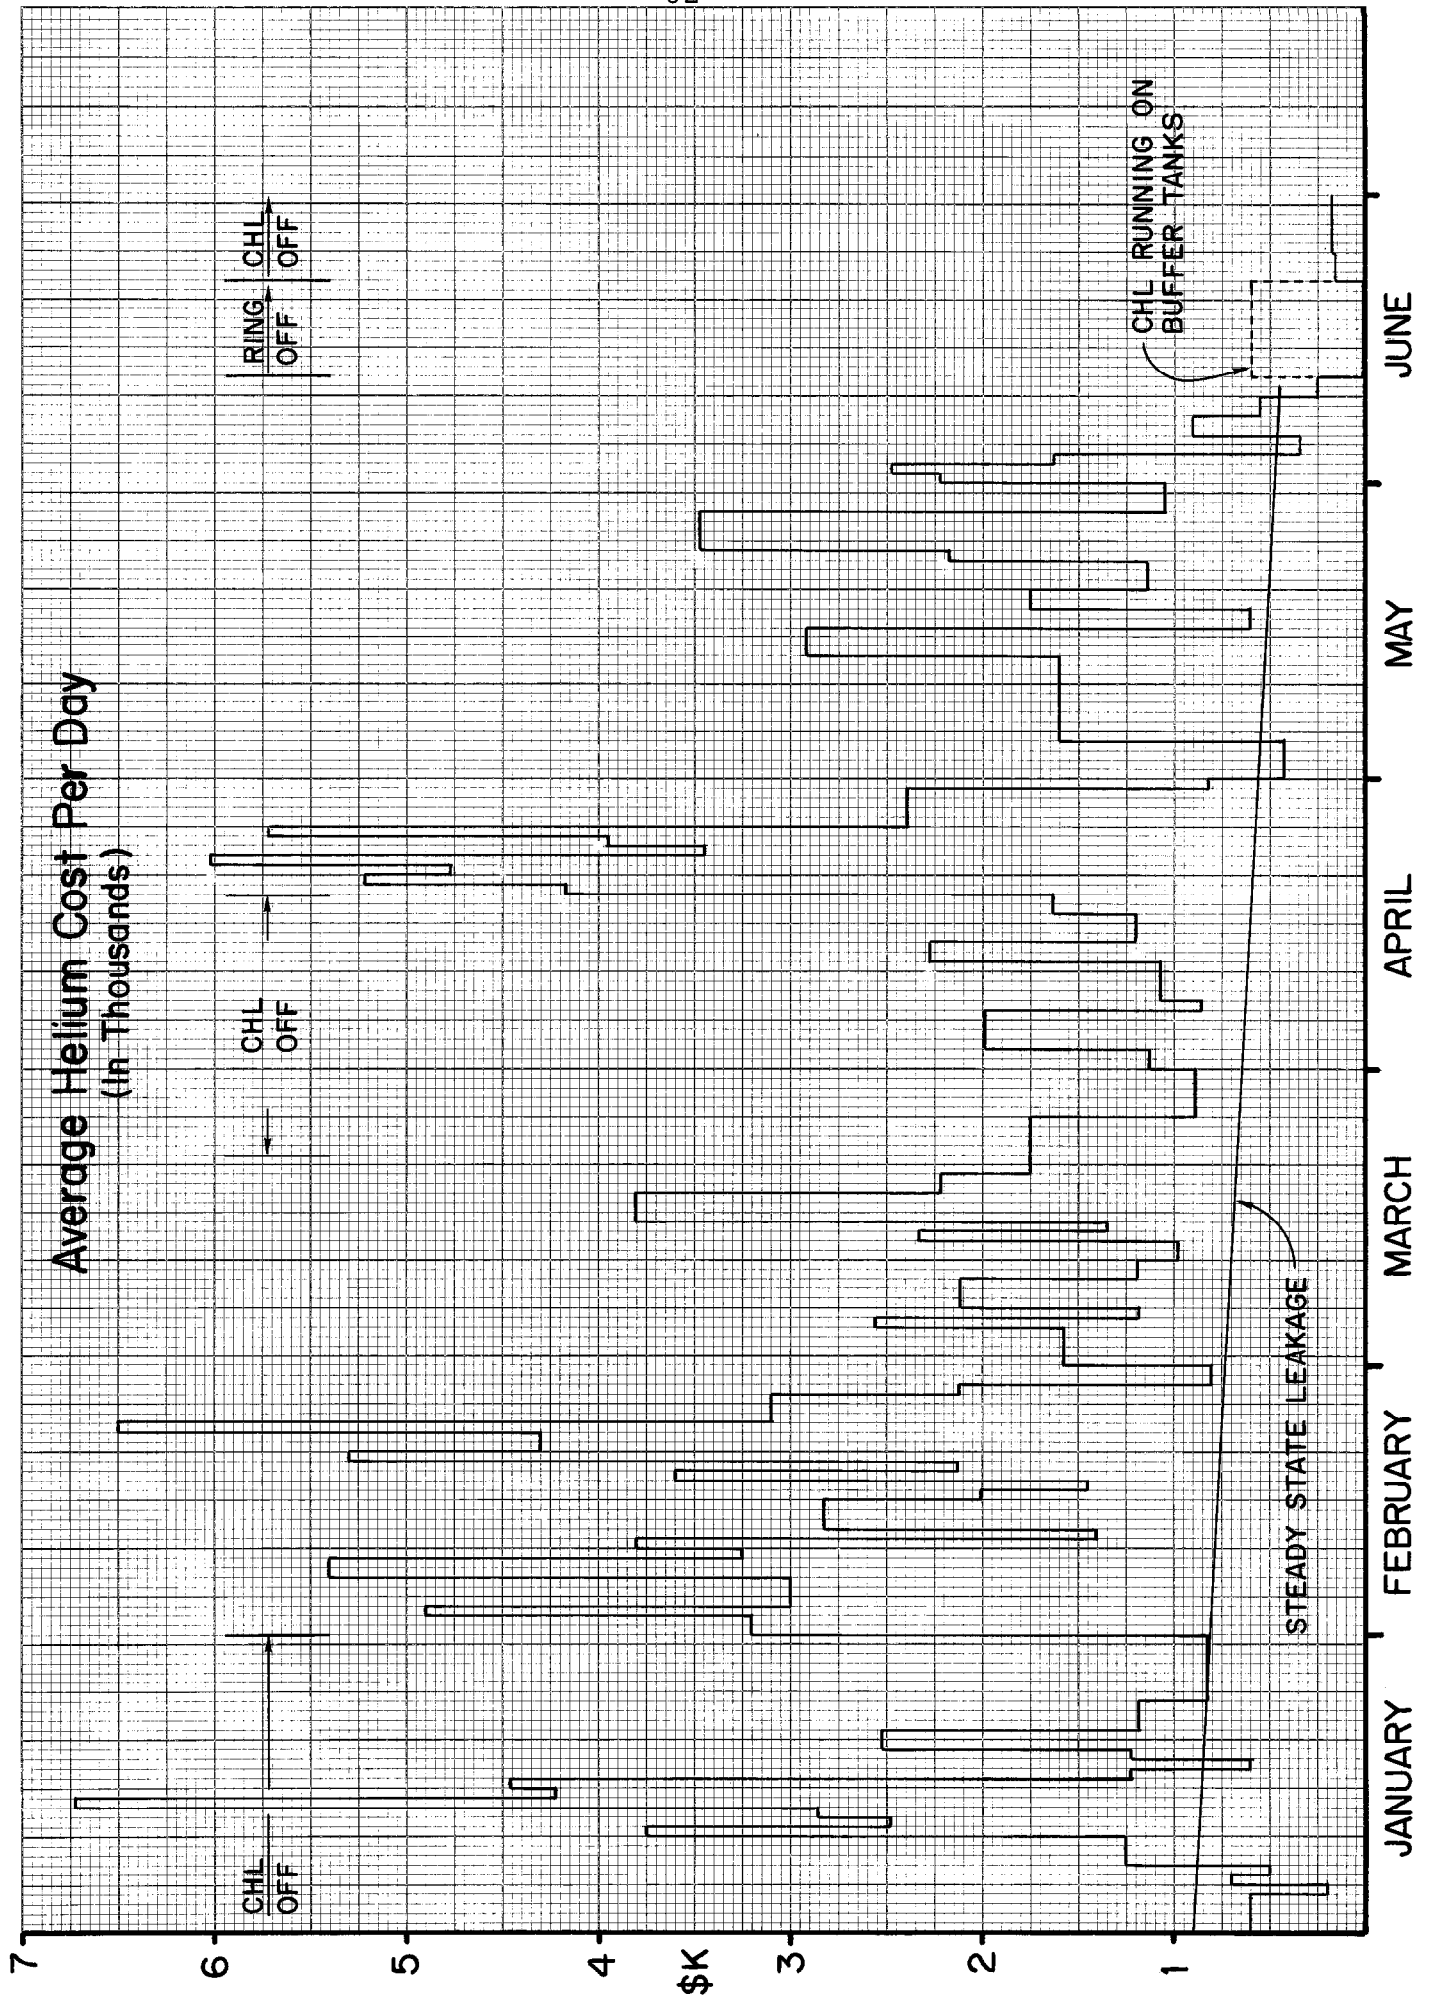 Average Helium Cost Per Day
(In Thousands)
CHL
OFF
CHL
OFF
RING
OFF
CHL
OFF
CHL RUNNING ON
BUFFER TANKS
STEADY STATE LEAKAGE
$K
7
6
5
4
3
2
1
JANUARY
FEBRUARY
MARCH
APRIL
MAY
JUNE